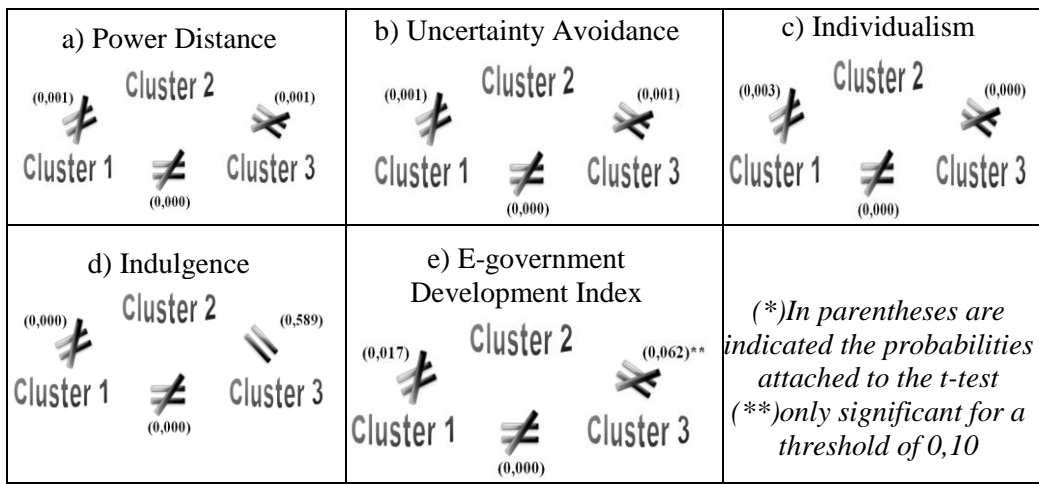 a) Power Distance
(0,001)
Cluster 2
(0,001)
Cluster 1
Cluster 3
(0,000)
b) Uncertainty Avoidance
(0,001)
Cluster 2
(0,001)
Cluster 1
Cluster 3
(0,000)
c) Individualism
(0,003)
Cluster 2
(0,000)
Cluster 1
Cluster 3
(0,000)
d) Indulgence
(0,000)
Cluster 2
(0,589)
Cluster 1
Cluster 3
(0,000)
e) E-government
Development Index
(0,017)
Cluster 2
(0,062)**
Cluster 1
Cluster 3
(0,000)
(*)In parentheses are
indicated the probabilities
attached to the t-test
(**)only significant for a
threshold of 0,10